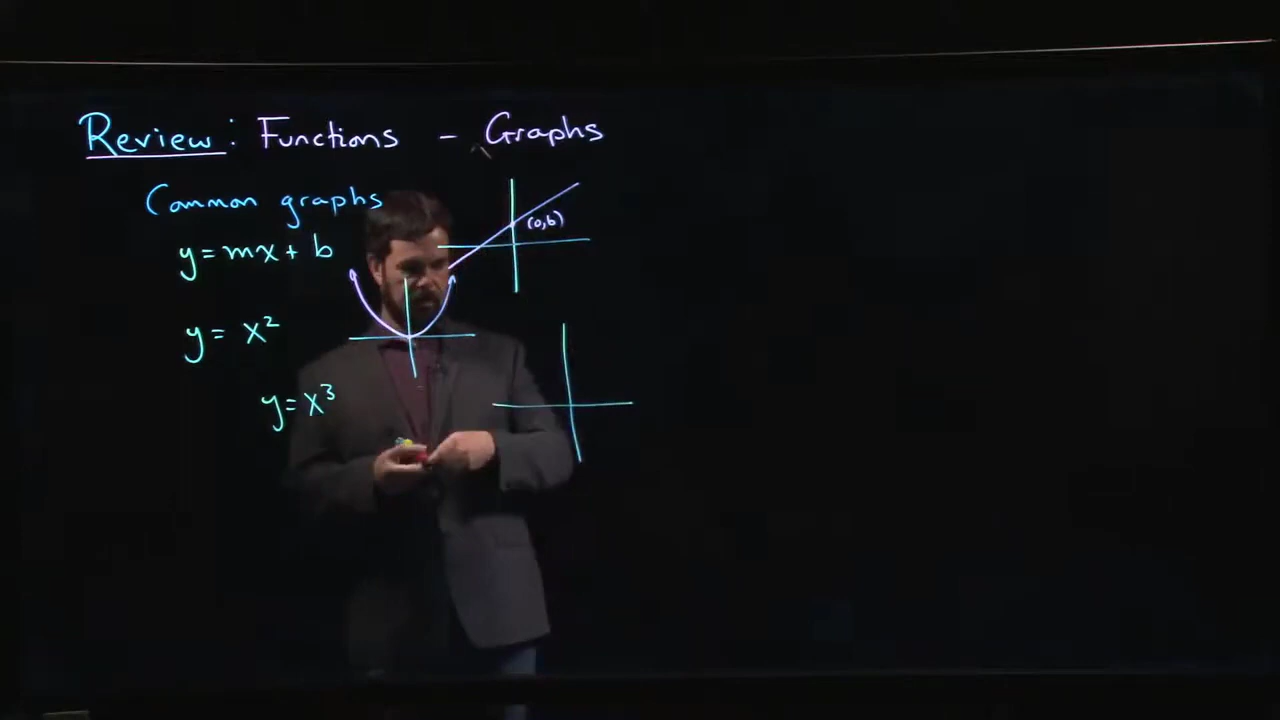 Review: Functions - Graphs
Common graphs
y = mx + b
(0,b)
y = x²
y = x³